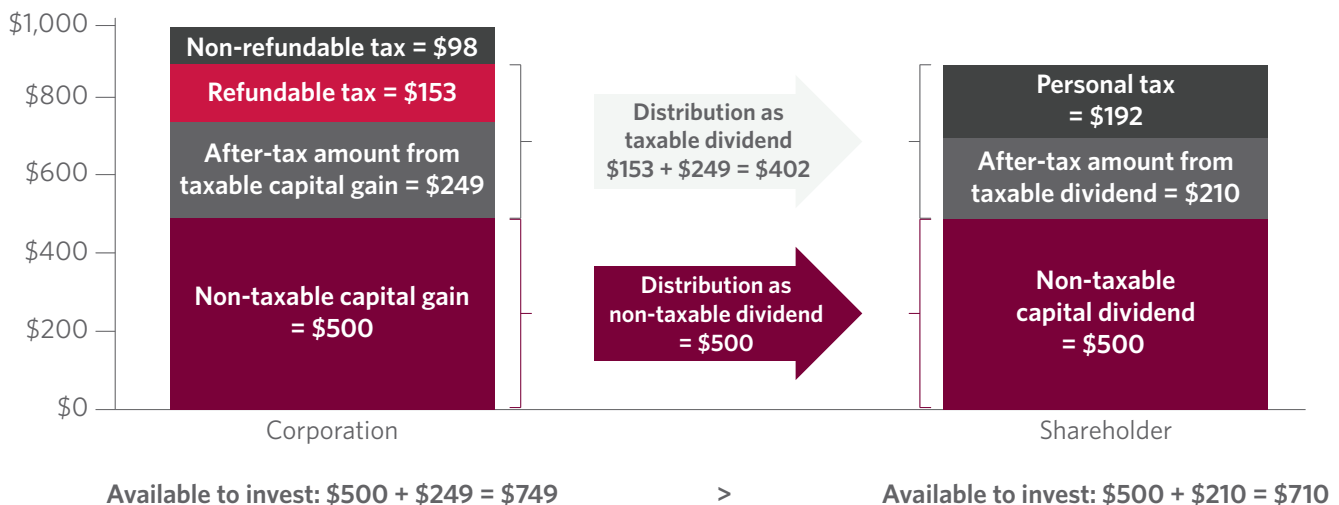 $1,000
$800
$600
$400
$200
$0
Non-refundable tax = $98
Refundable tax = $153
After-tax amount from
taxable capital gain = $249
Non-taxable capital gain
= $500
Corporation
Distribution as
taxable dividend
$153 + $249 = $402
Distribution as
non-taxable dividend
= $500
Personal tax
= $192
After-tax amount from
taxable dividend = $210
Non-taxable
capital dividend
= $500
Shareholder
Available to invest: $500 + $249 = $749
>
Available to invest: $500 + $210 = $710